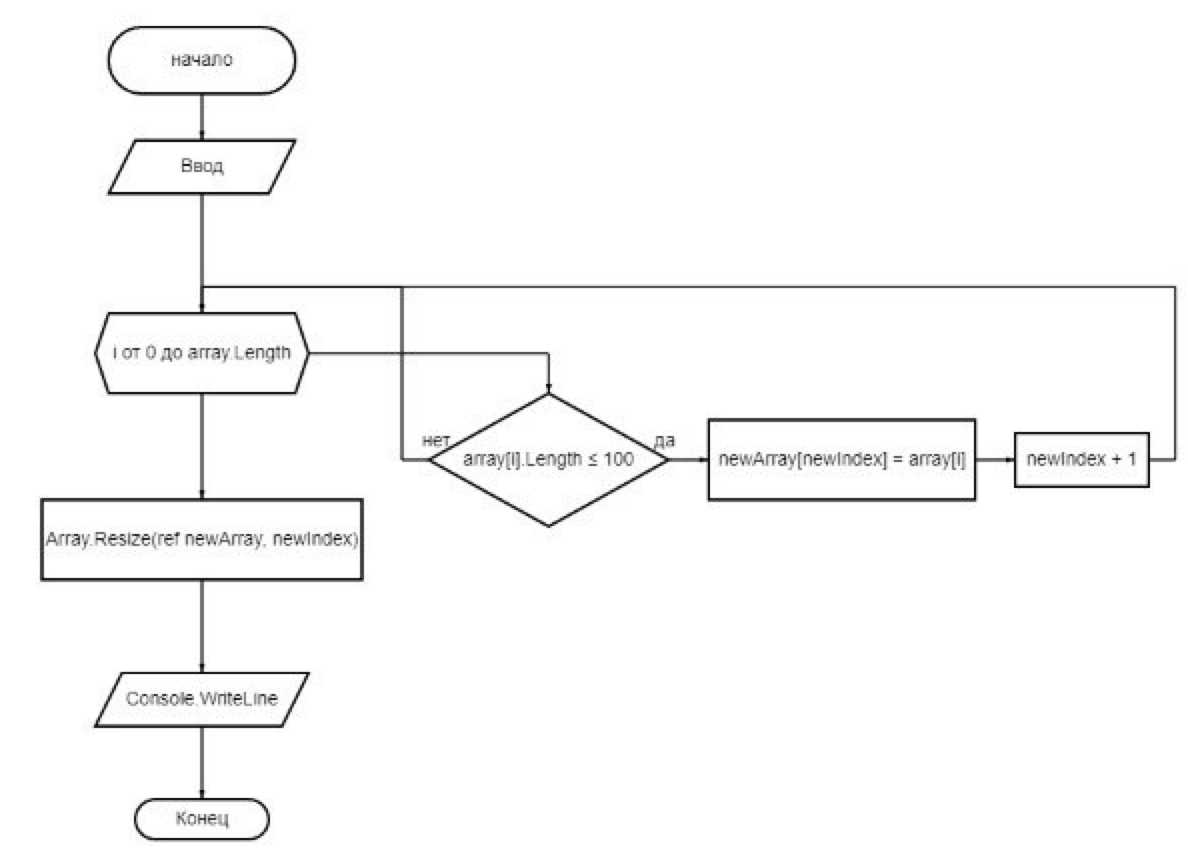 начало
Ввод
i от 0 до array.Length
нет
да
array[i].Length ≤ 100
newArray[newIndex] = array[i]
newIndex + 1
Array.Resize(ref newArray, newIndex)
Console.WriteLine
Конец